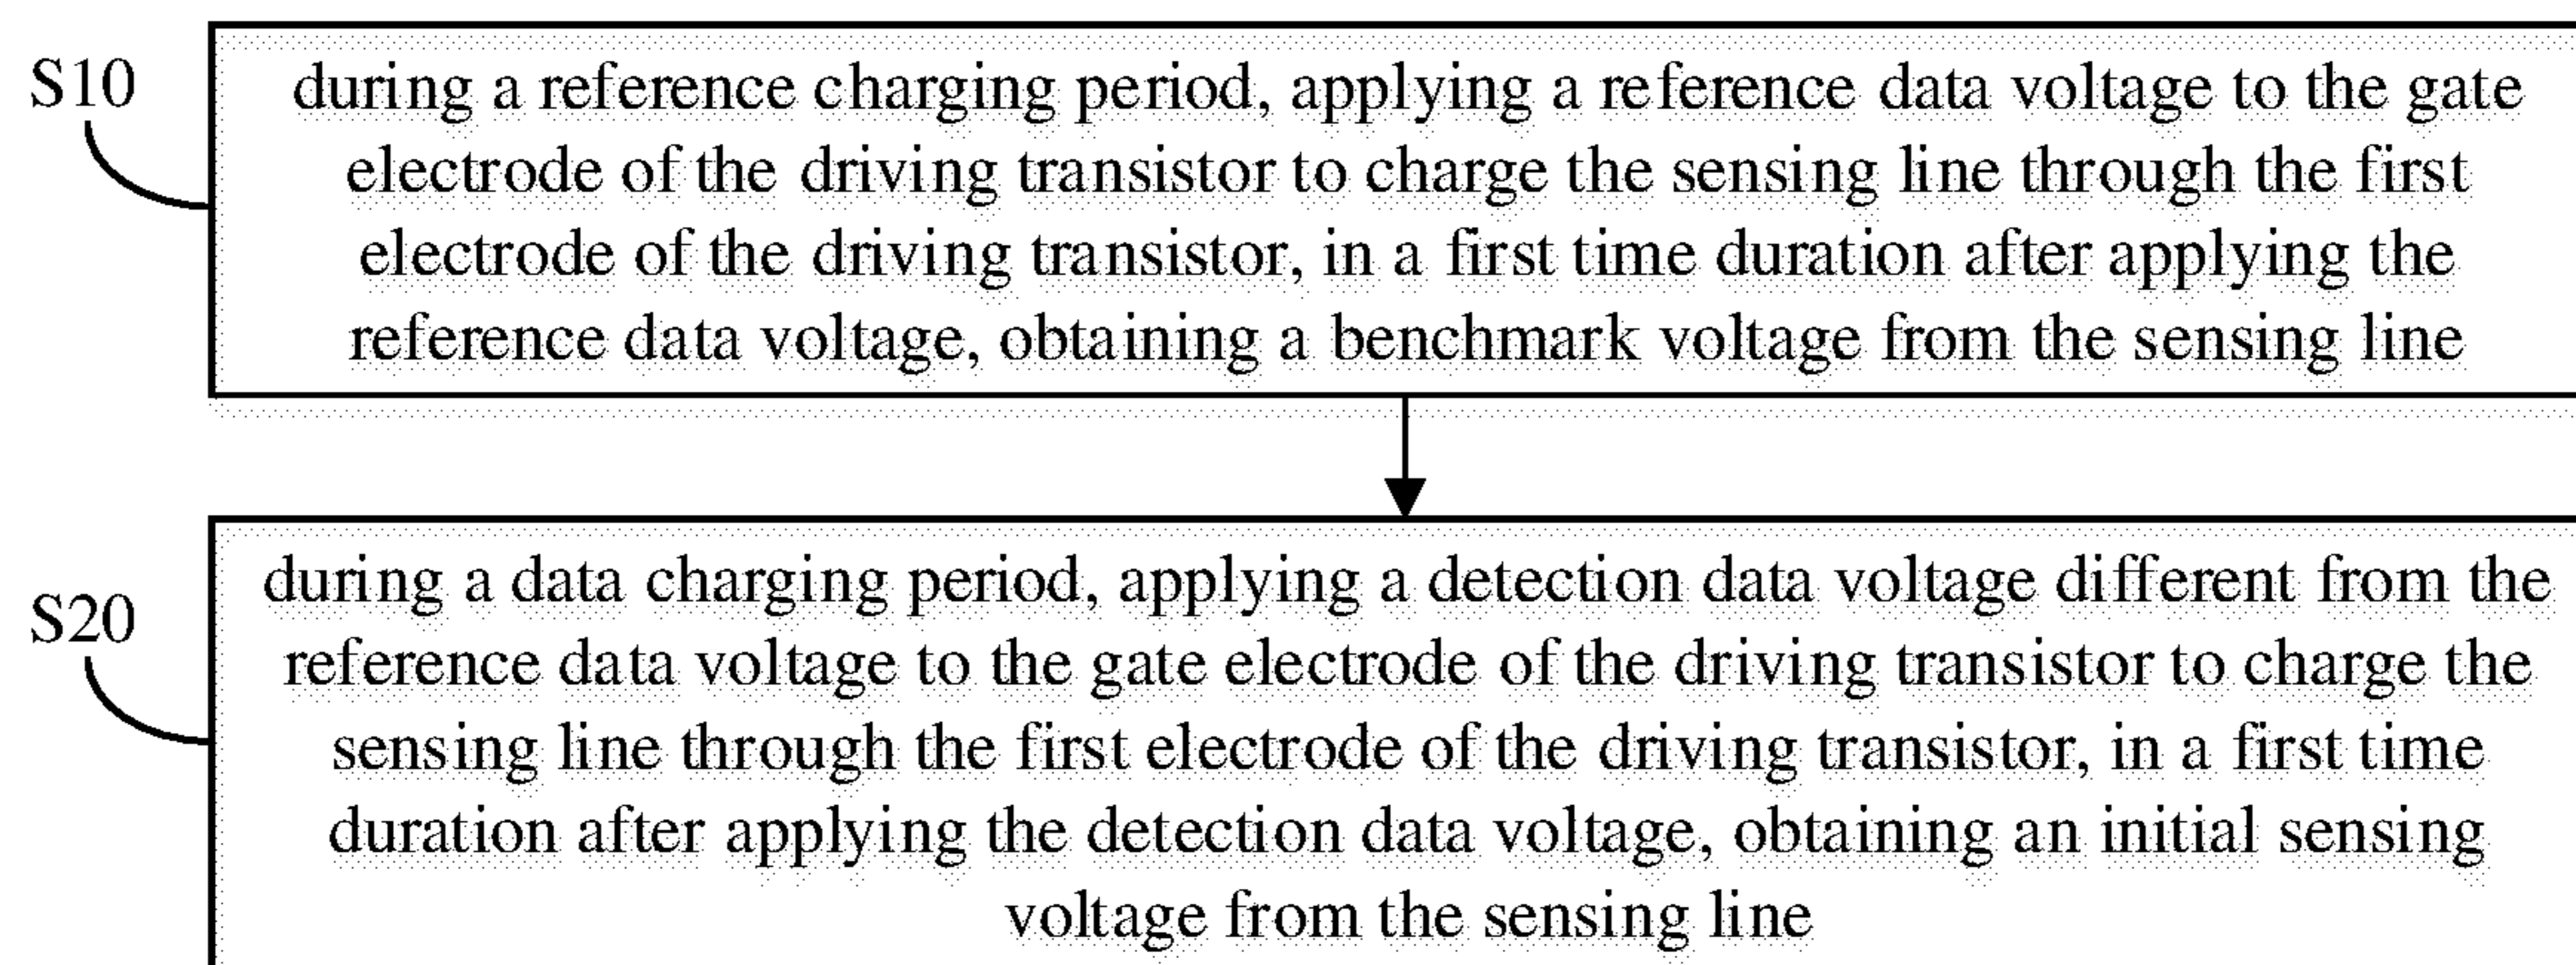 S10
during a reference charging period, applying a reference data voltage to the gate
electrode of the driving transistor to charge the sensing line through the first
electrode of the driving transistor, in a first time duration after applying the
reference data voltage, obtaining a benchmark voltage from the sensing line
S20
during a data charging period, applying a detection data voltage different from the
reference data voltage to the gate electrode of the driving transistor to charge the
sensing line through the first electrode of the driving transistor, in a first time
duration after applying the detection data voltage, obtaining an initial sensing
voltage from the sensing line